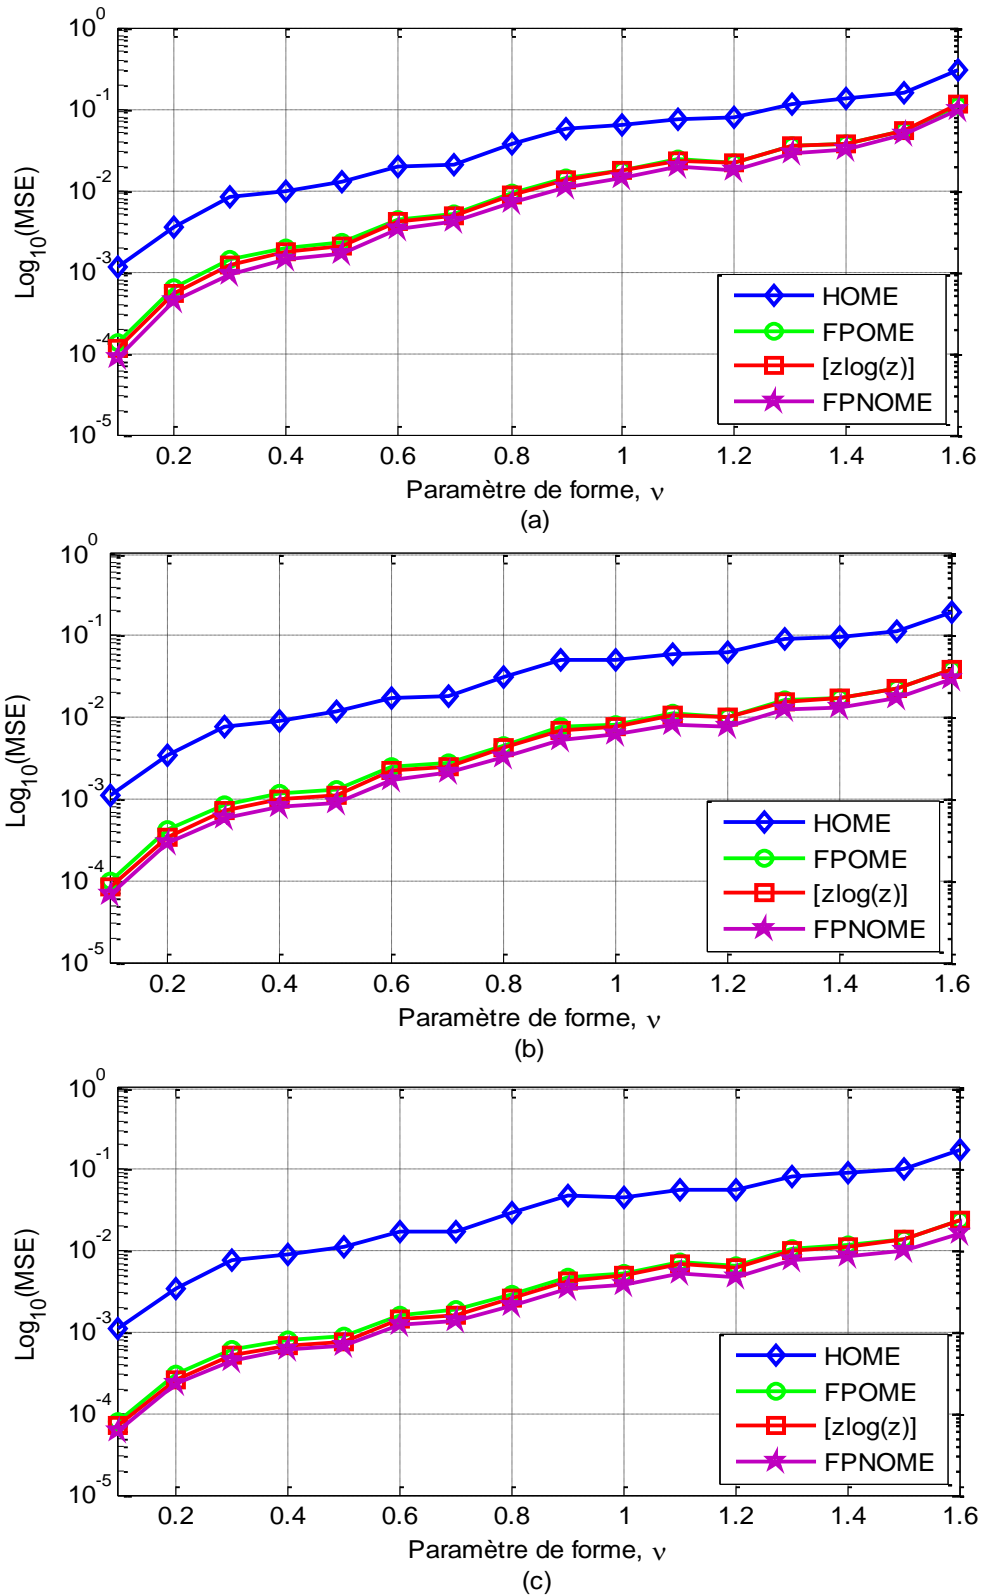 10^0
10^-1
10^-2
10^-3
10^-4
10^-5
Log10(MSE)
HOME
FPOME
[zlog(z)]
FPNOME
0.2 0.4 0.6 0.8 1 1.2 1.4 1.6
Paramètre de forme, ν
(a)
10^0
10^-1
10^-2
10^-3
10^-4
10^-5
Log10(MSE)
HOME
FPOME
[zlog(z)]
FPNOME
0.2 0.4 0.6 0.8 1 1.2 1.4 1.6
Paramètre de forme, ν
(b)
10^0
10^-1
10^-2
10^-3
10^-4
10^-5
Log10(MSE)
HOME
FPOME
[zlog(z)]
FPNOME
0.2 0.4 0.6 0.8 1 1.2 1.4 1.6
Paramètre de forme, ν
(c)